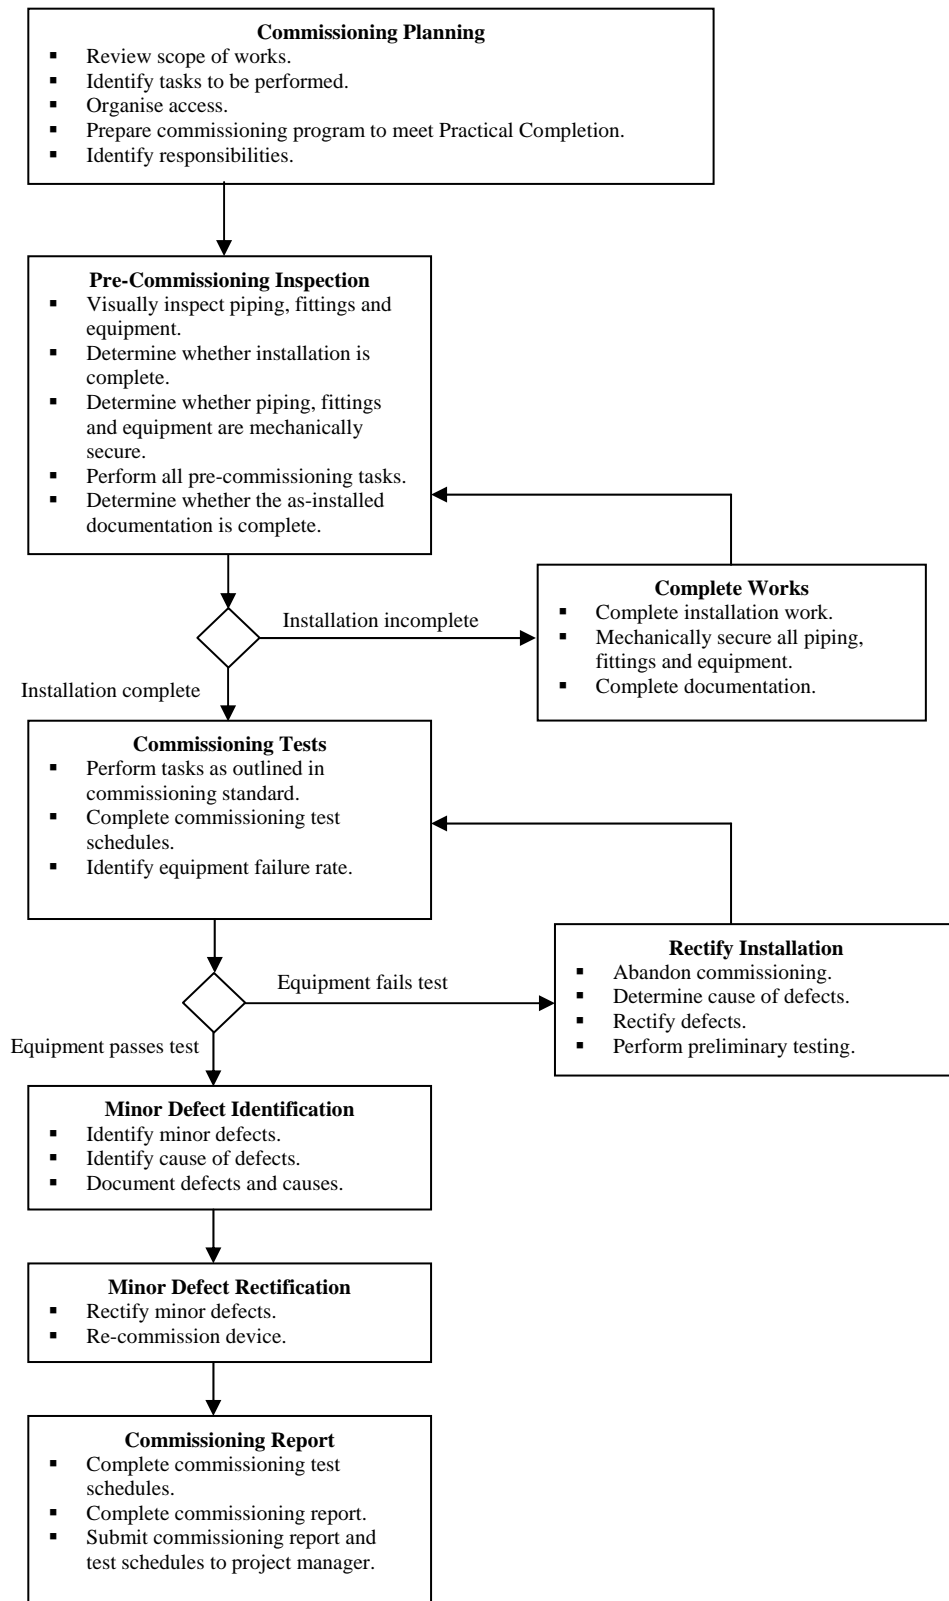 Commissioning Planning
▪ Review scope of works.
▪ Identify tasks to be performed.
▪ Organise access.
▪ Prepare commissioning program to meet Practical Completion.
▪ Identify responsibilities.
Pre-Commissioning Inspection
▪ Visually inspect piping, fittings and
equipment.
▪ Determine whether installation is
complete.
▪ Determine whether piping, fittings
and equipment are mechanically
secure.
▪ Perform all pre-commissioning tasks.
▪ Determine whether the as-installed
documentation is complete.
Installation incomplete
Complete Works
▪ Complete installation work.
▪ Mechanically secure all piping,
fittings and equipment.
▪ Complete documentation.
Installation complete
Commissioning Tests
▪ Perform tasks as outlined in
commissioning standard.
▪ Complete commissioning test
schedules.
▪ Identify equipment failure rate.
Equipment fails test
Rectify Installation
▪ Abandon commissioning.
▪ Determine cause of defects.
▪ Rectify defects.
▪ Perform preliminary testing.
Equipment passes test
Minor Defect Identification
▪ Identify minor defects.
▪ Identify cause of defects.
▪ Document defects and causes.
Minor Defect Rectification
▪ Rectify minor defects.
▪ Re-commission device.
Commissioning Report
▪ Complete commissioning test
schedules.
▪ Complete commissioning report.
▪ Submit commissioning report and
test schedules to project manager.